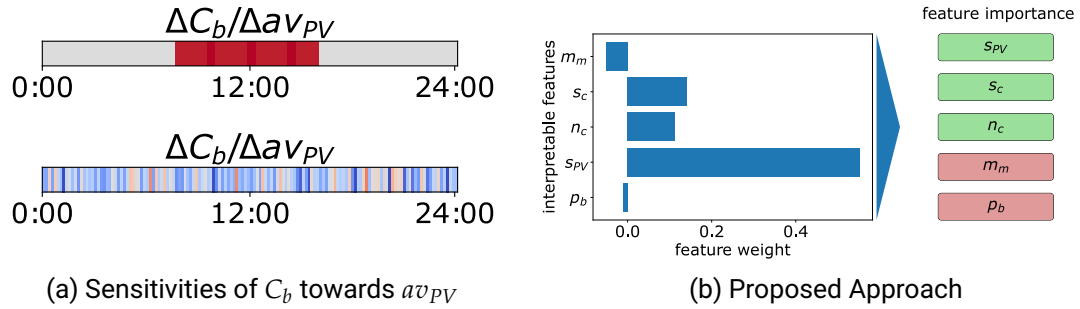 ΔC_b/Δav_PV
0:00 12:00 24:00
ΔC_b/Δav_PV
0:00 12:00 24:00
(a) Sensitivities of C_b towards av_PV
interpretable features
m_m
s_c
n_c
s_PV
p_b
0.0 0.2 0.4
feature weight
feature importance
s_PV
s_c
n_c
m_m
p_b
(b) Proposed Approach